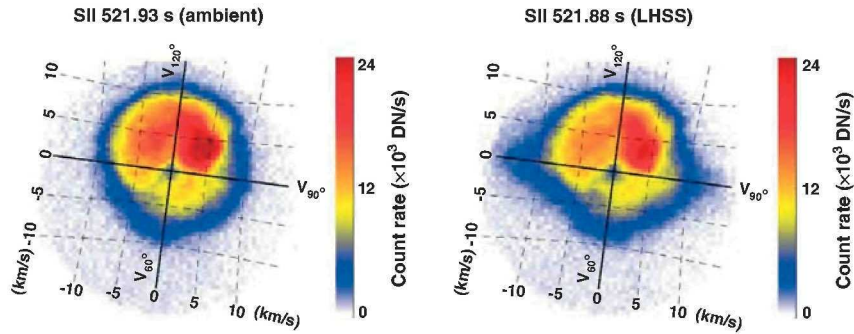 SII 521.93 s (ambient)
V120°
10
5
0
-5
-10
(km/s)
V90°
V60°
-10
-5
0
5
10
(km/s)
24
12
0
Count rate (×10³ DN/s)
SII 521.88 s (LHSS)
V120°
10
5
0
-5
-10
(km/s)
V90°
V60°
-10
-5
0
5
10
(km/s)
24
12
0
Count rate (×10³ DN/s)